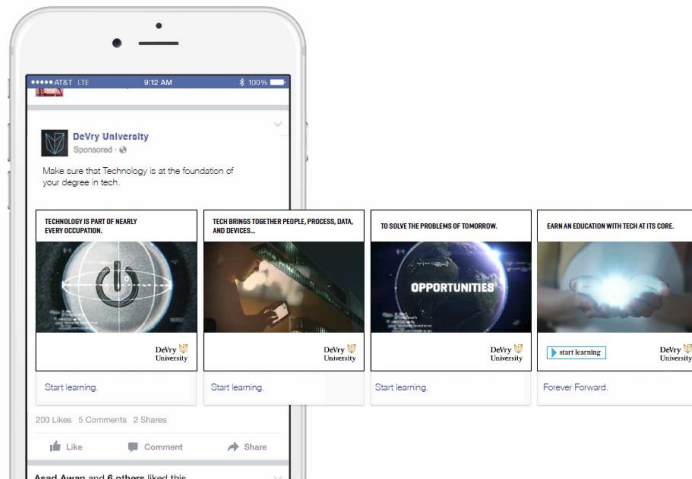 AT&T LTE
9:12 AM
100%
DeVry University
Sponsored ·
Make sure that Technology is at the foundation of
your degree in tech.
TECHNOLOGY IS PART OF NEARLY
EVERY OCCUPATION.
DeVry
University
Start learning.
TECH BRINGS TOGETHER PEOPLE, PROCESS, DATA,
AND DEVICES...
DeVry
University
Start learning.
TO SOLVE THE PROBLEMS OF TOMORROW.
OPPORTUNITIES
DeVry
University
Start learning.
EARN AN EDUCATION WITH TECH AT ITS CORE.
start learning
DeVry
University
Forever Forward.
200 Likes 5 Comments 2 Shares
Like
Comment
Share
Asad Awan and 6 others liked this